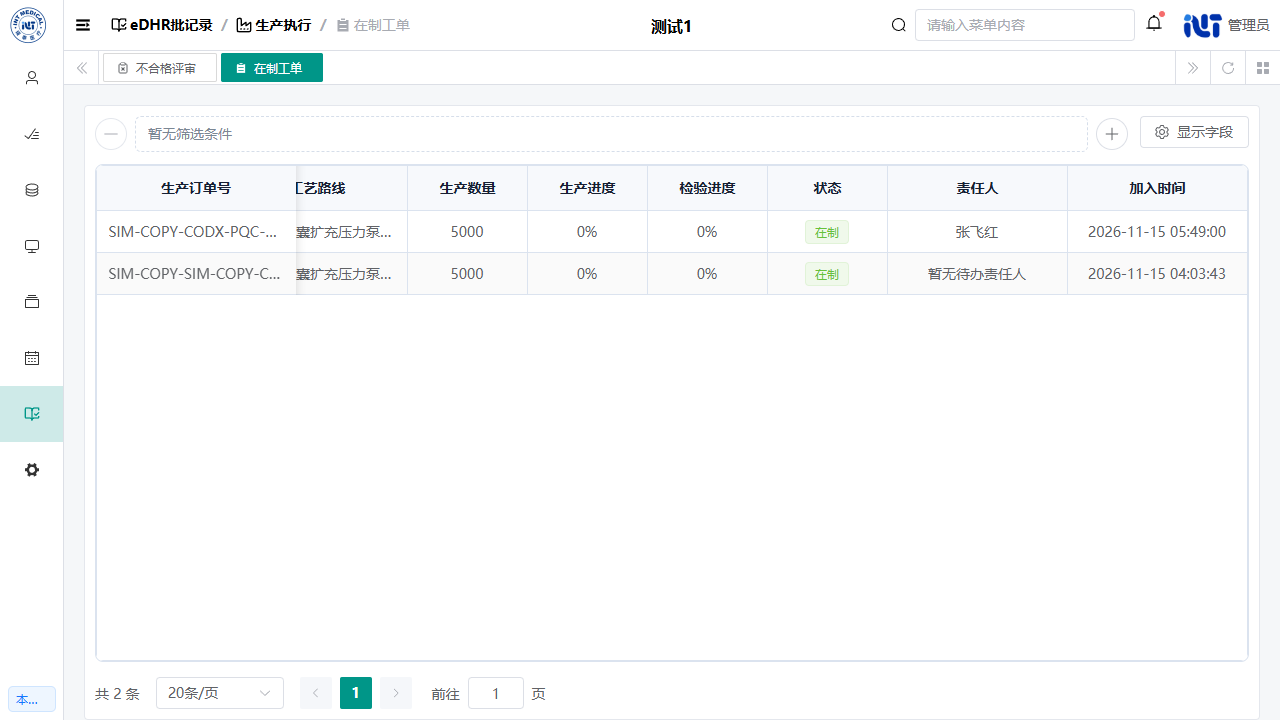 eDHR批记录 / 生产执行 / 在制工单
测试1
请输入菜单内容
管理员
不合格评审
在制工单
暂无筛选条件
显示字段
生产订单号 工艺路线 生产数量 生产进度 检验进度 状态 责任人 加入时间
SIM-COPY-CODX-PQC-... 囊扩充压力泵... 5000 0% 0% 在制 张飞红 2026-11-15 05:49:00
SIM-COPY-SIM-COPY-C... 囊扩充压力泵... 5000 0% 0% 在制 暂无待办责任人 2026-11-15 04:03:43
本...
共 2 条 20条/页 1 前往 1 页